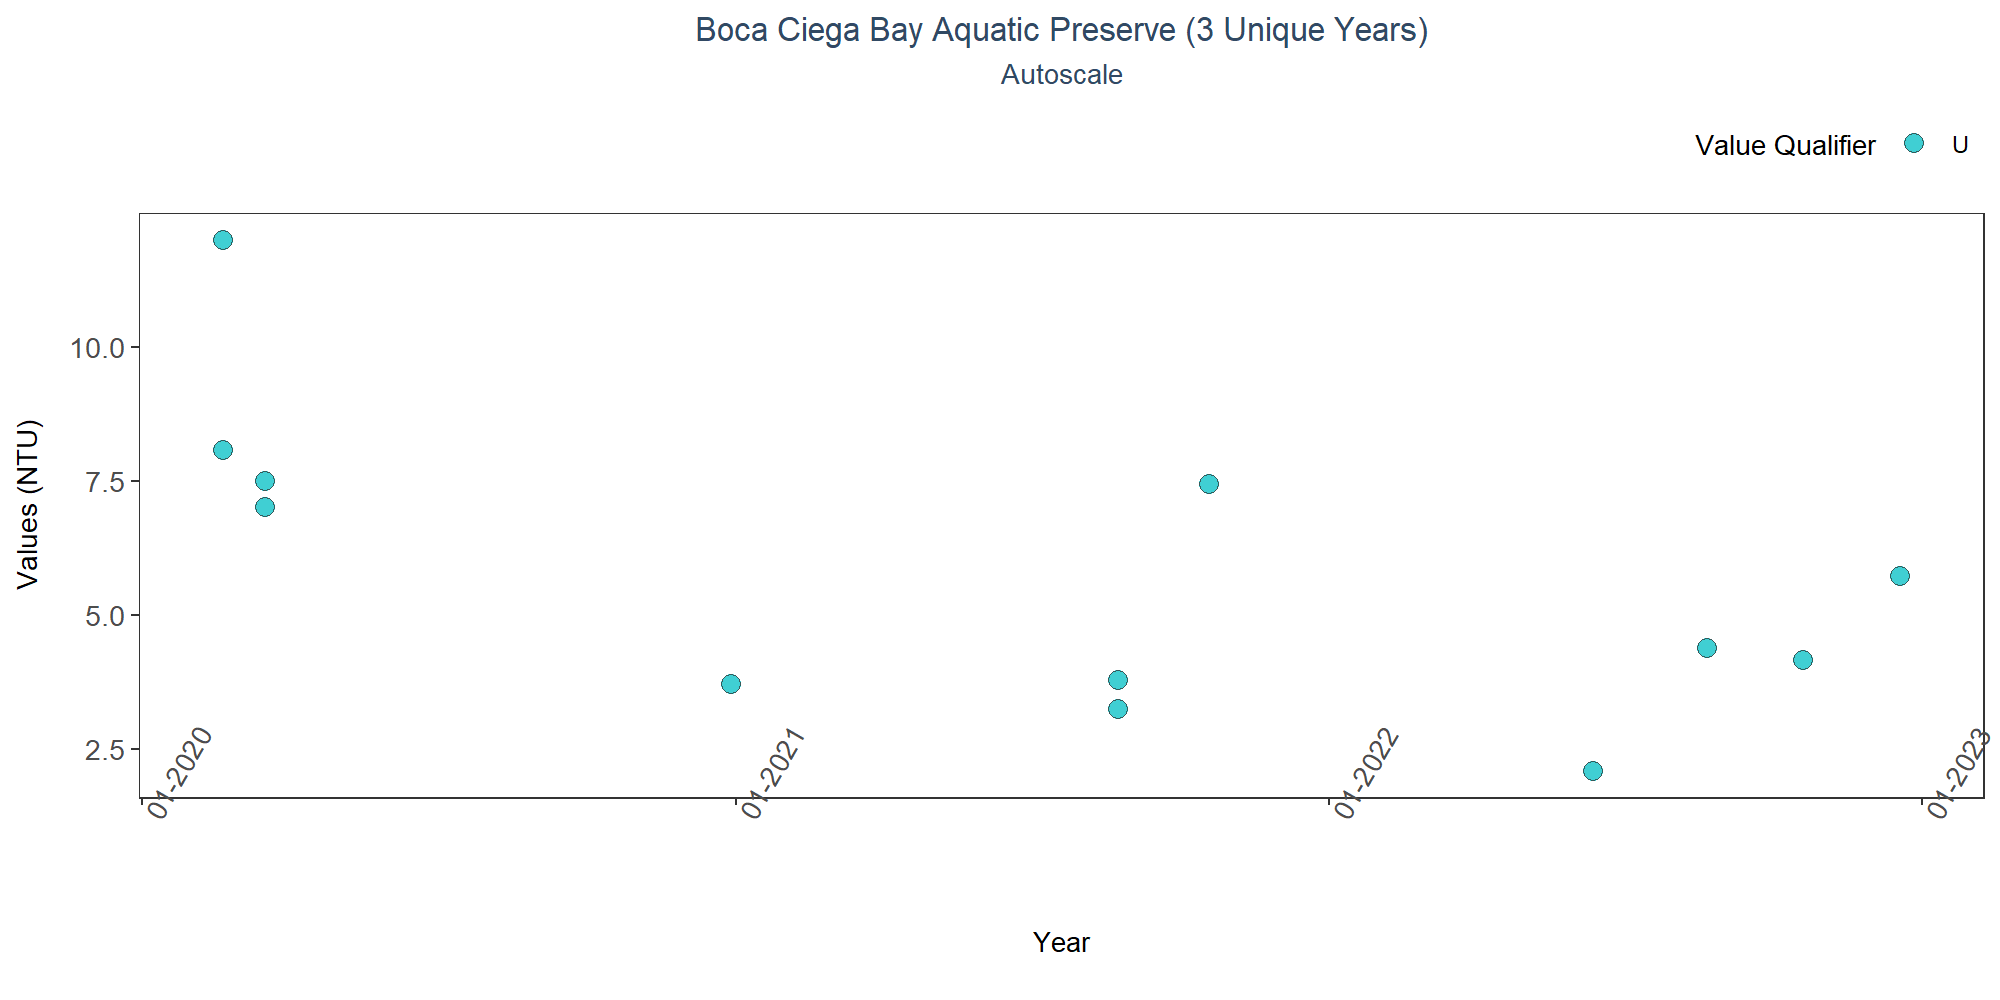 Boca Ciega Bay Aquatic Preserve (3 Unique Years)
Autoscale
Value Qualifier U
Values (NTU)
10.0
7.5
5.0
2.5
01-2020 01-2021 01-2022 01-2023
Year